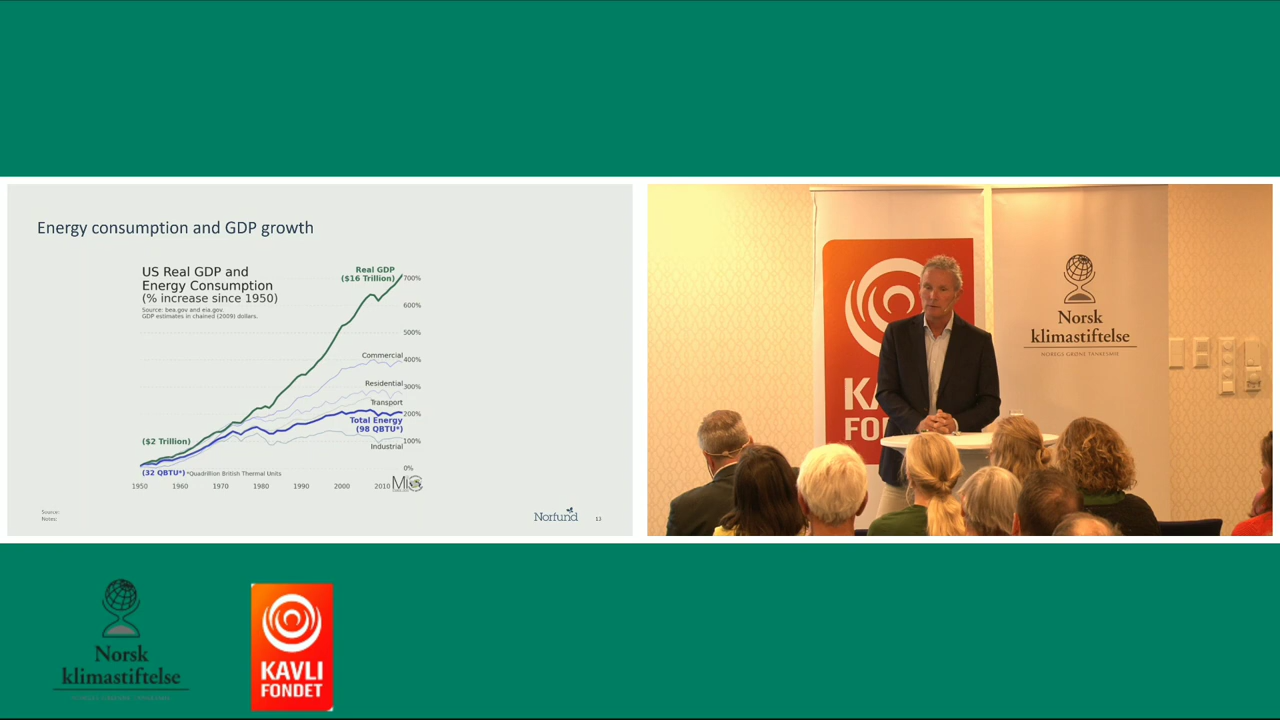 Energy consumption and GDP growth
US Real GDP and
Energy Consumption
(% increase since 1950)
Source: bea.gov and eia.gov.
GDP estimates in chained (2009) dollars.
Real GDP
($16 Trillion)
700%
600%
500%
Commercial
400%
Residential
300%
Transport
200%
Total Energy
(98 QBTU*)
($2 Trillion)
100%
Industrial
0%
(32 QBTU*)
*Quadrillion British Thermal Units
1950
1960
1970
1980
1990
2000
2010
Source:
Notes:
Norfund
13
KA
FO
Norsk
klimastiftelse
NORGES GRØNE TANKESMIE
Norsk
klimastiftelse
KAVLI
FONDET